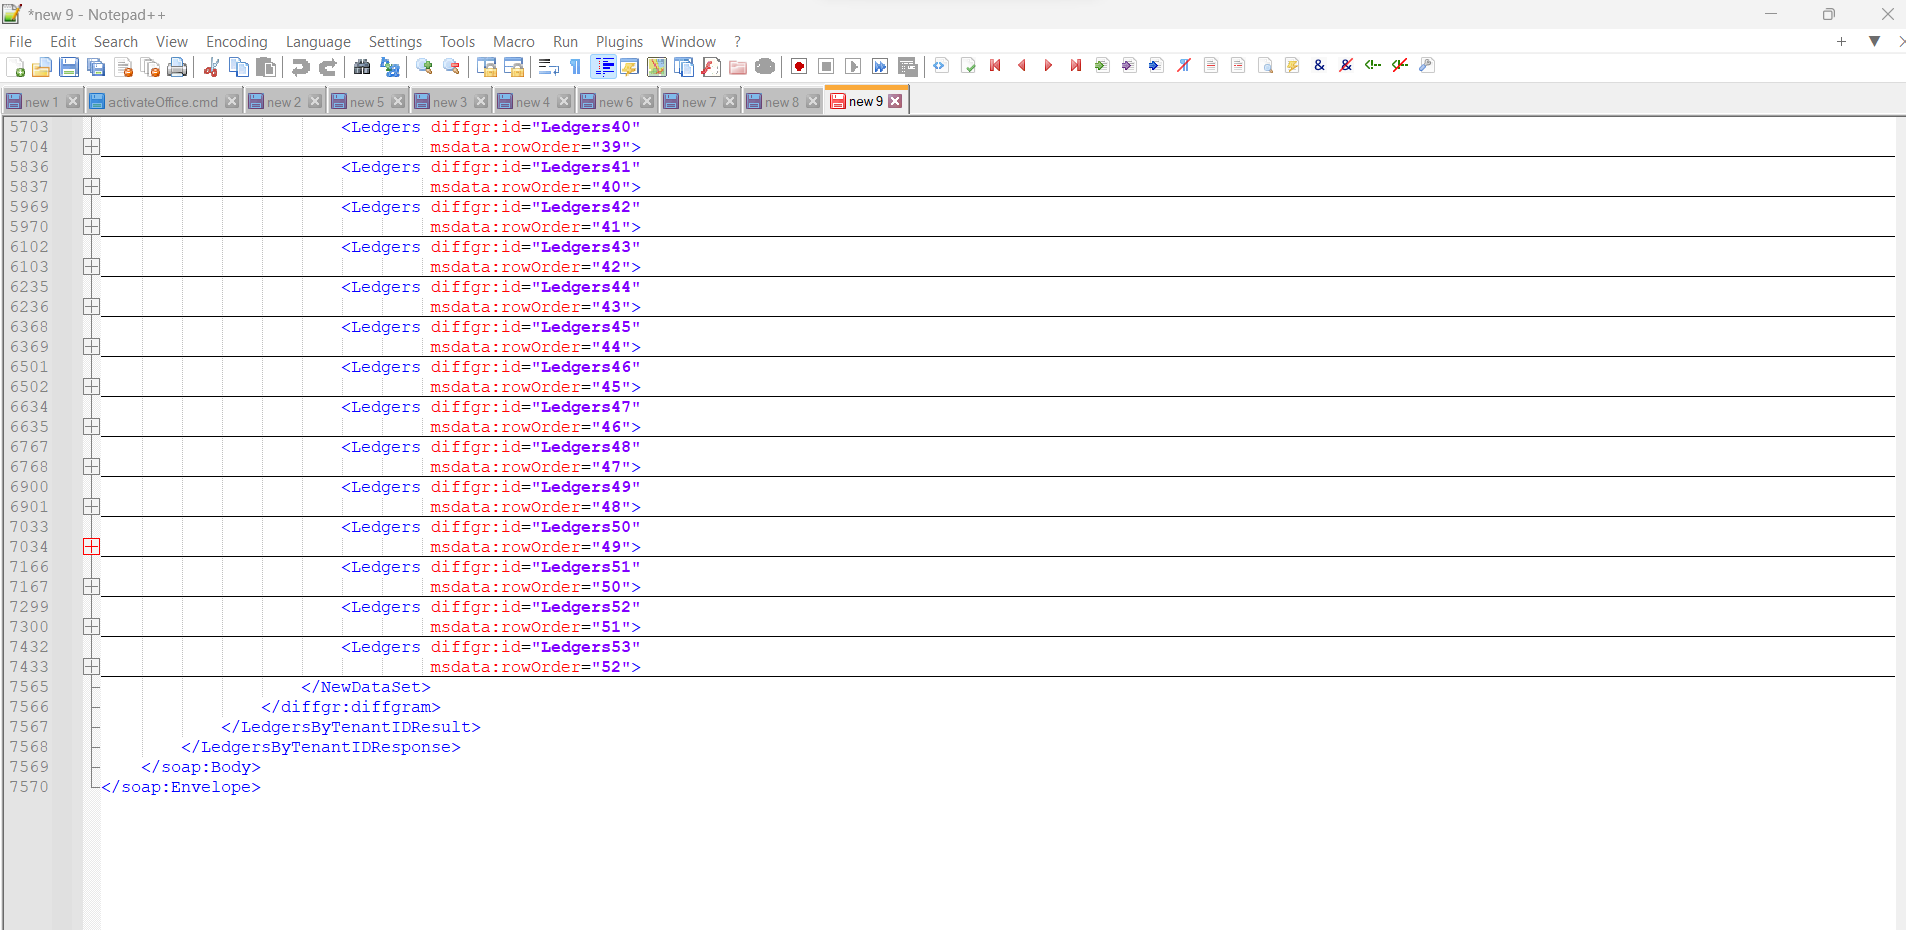 *new 9 - Notepad++
File Edit Search View Encoding Language Settings Tools Macro Run Plugins Window ?
new 1 activateOffice.cmd new 2 new 5 new 3 new 4 new 6 new 7 new 8 new 9
5703 <Ledgers diffgr:id="Ledgers40"
5704 msdata:rowOrder="39">
5836 <Ledgers diffgr:id="Ledgers41"
5837 msdata:rowOrder="40">
5969 <Ledgers diffgr:id="Ledgers42"
5970 msdata:rowOrder="41">
6102 <Ledgers diffgr:id="Ledgers43"
6103 msdata:rowOrder="42">
6235 <Ledgers diffgr:id="Ledgers44"
6236 msdata:rowOrder="43">
6368 <Ledgers diffgr:id="Ledgers45"
6369 msdata:rowOrder="44">
6501 <Ledgers diffgr:id="Ledgers46"
6502 msdata:rowOrder="45">
6634 <Ledgers diffgr:id="Ledgers47"
6635 msdata:rowOrder="46">
6767 <Ledgers diffgr:id="Ledgers48"
6768 msdata:rowOrder="47">
6900 <Ledgers diffgr:id="Ledgers49"
6901 msdata:rowOrder="48">
7033 <Ledgers diffgr:id="Ledgers50"
7034 msdata:rowOrder="49">
7166 <Ledgers diffgr:id="Ledgers51"
7167 msdata:rowOrder="50">
7299 <Ledgers diffgr:id="Ledgers52"
7300 msdata:rowOrder="51">
7432 <Ledgers diffgr:id="Ledgers53"
7433 msdata:rowOrder="52">
7565 </NewDataSet>
7566 </diffgr:diffgram>
7567 </LedgersByTenantIDResult>
7568 </LedgersByTenantIDResponse>
7569 </soap:Body>
7570 </soap:Envelope>